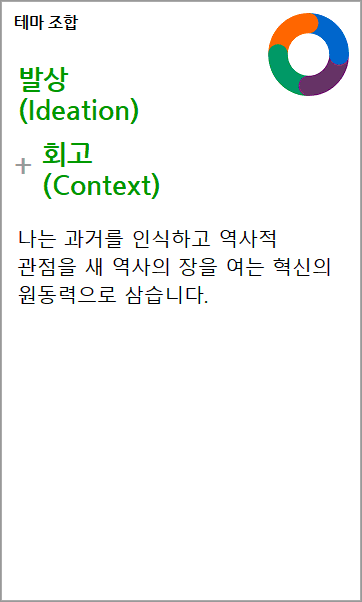 테마 조합
발상
(Ideation)
+ 회고
(Context)
나는 과거를 인식하고 역사적
관점을 새 역사의 장을 여는 혁신의
원동력으로 삼습니다.